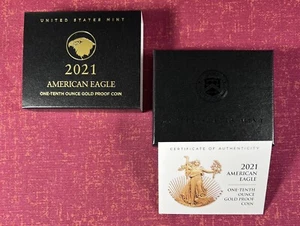 UNITED STATES MINT
2021
AMERICAN EAGLE
ONE-TENTH OUNCE GOLD PROOF COIN
CERTIFICATE OF AUTHENTICITY
2021
AMERICAN
EAGLE
ONE-TENTH
OUNCE
GOLD PROOF
COIN